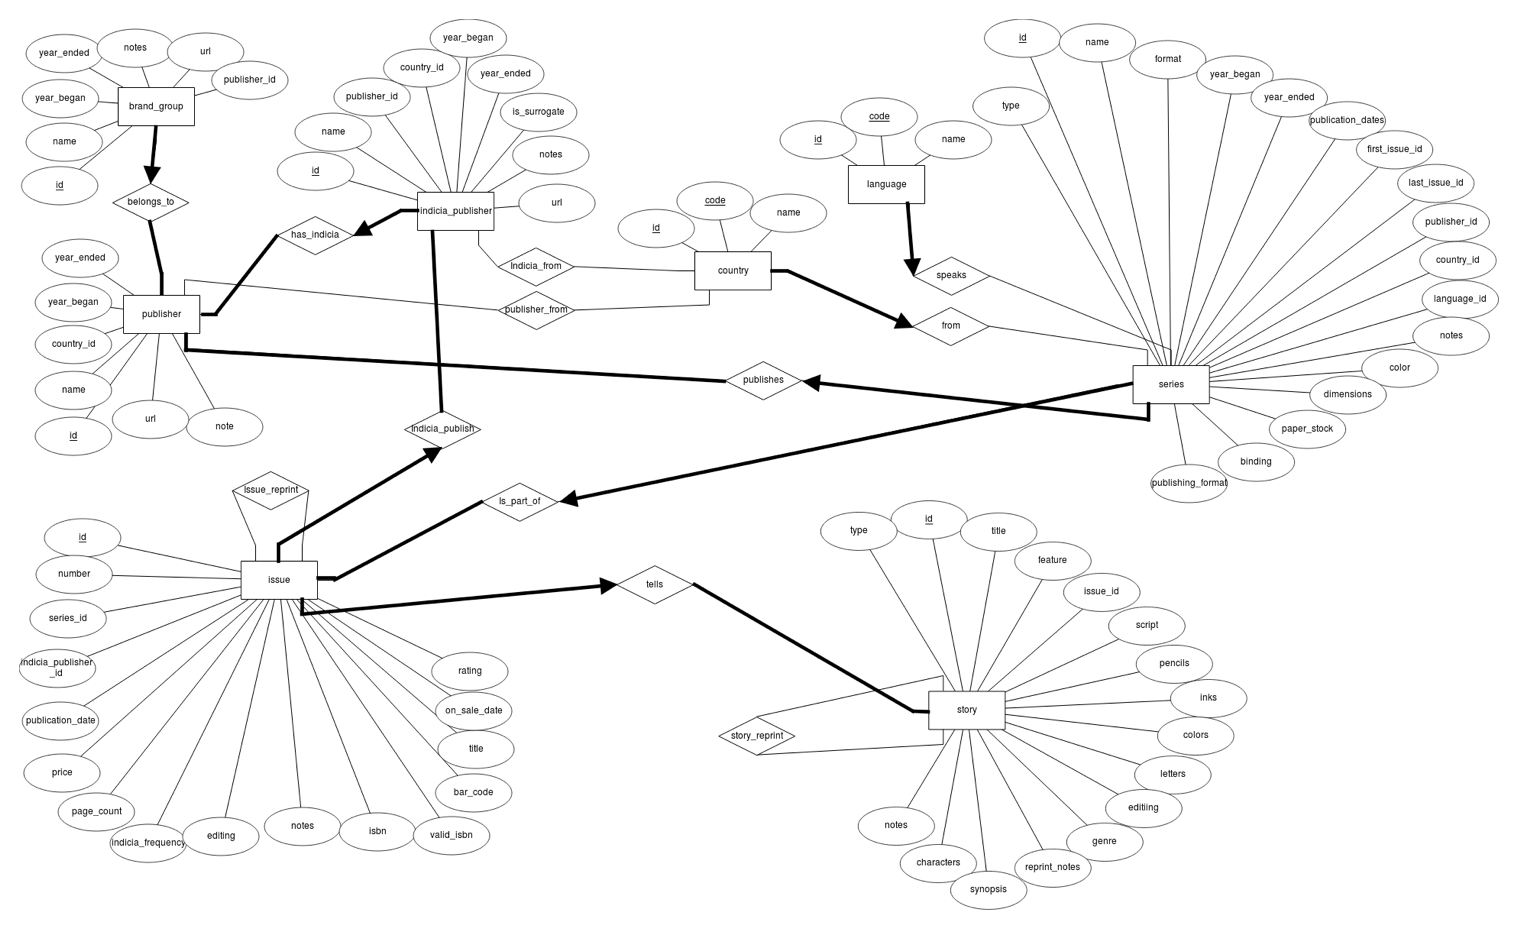 year_ended
notes
url
publisher_id
year_began
brand_group
name
id
belongs_to
year_began
country_id
year_ended
publisher_id
is_surrogate
name
notes
id
url
indicia_publisher
has_indicia
Indicia_from
publisher_from
id
code
name
country
id
code
name
language
speaks
from
id
name
format
year_began
year_ended
type
publication_dates
first_issue_id
last_issue_id
publisher_id
country_id
language_id
notes
color
dimensions
paper_stock
binding
publishing_format
series
year_ended
year_began
publisher
country_id
name
id
url
note
publishes
Indicia_publish
Issue_reprint
Is_part_of
id
number
issue
series_id
indicia_publisher
_id
publication_date
price
page_count
indicia_frequency
editing
notes
isbn
valid_isbn
bar_code
title
on_sale_date
rating
tells
type
id
title
feature
issue_id
script
pencils
inks
colors
letters
editiing
genre
reprint_notes
synopsis
characters
notes
story
story_reprint